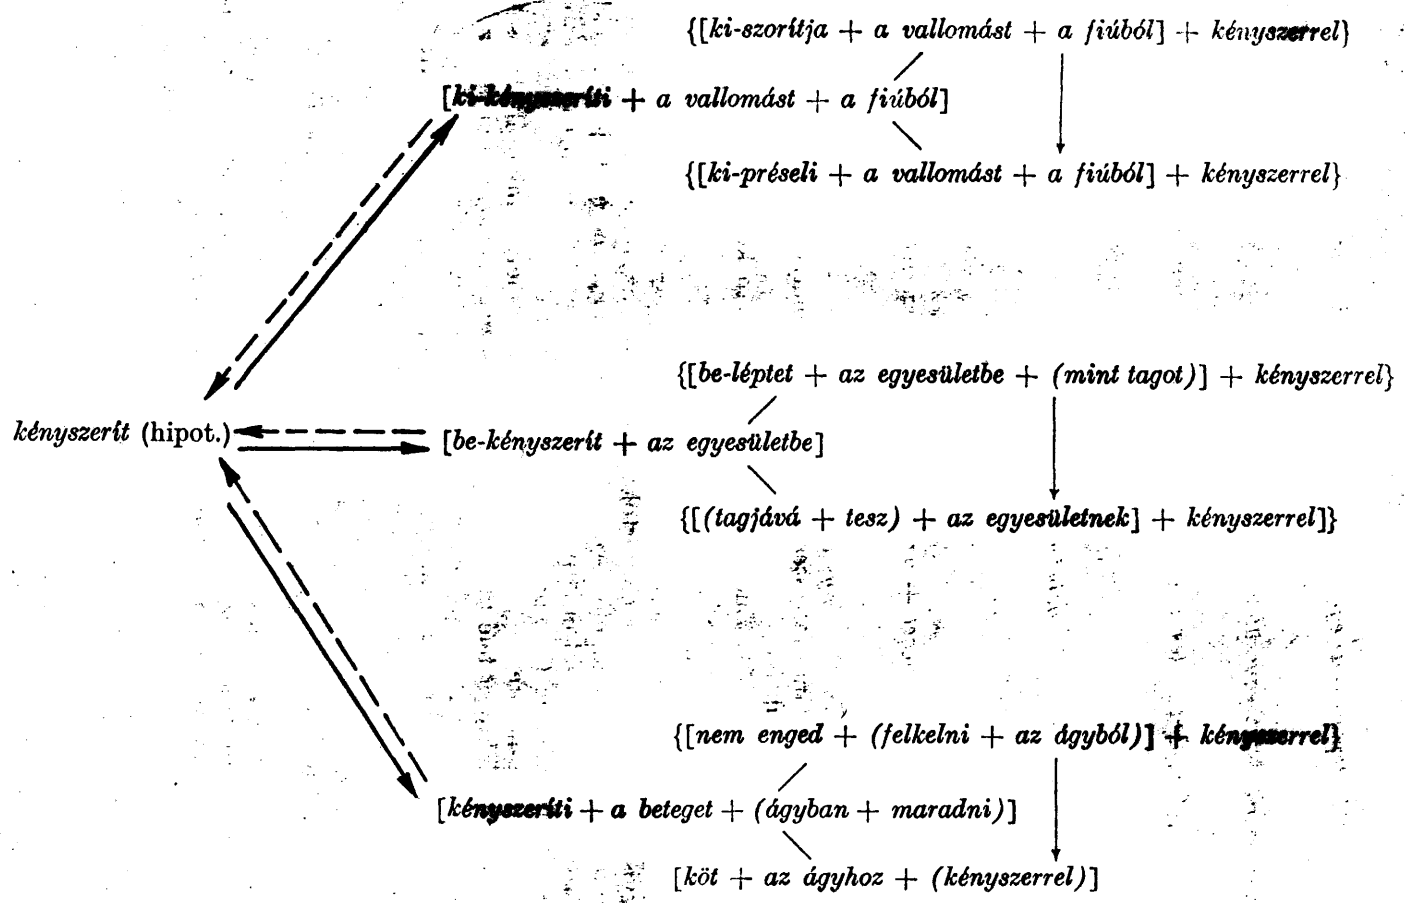 {[ki-szorítja + a vallomást + a fiúból] + kényszerrel}
[ki-kényszeríti + a vallomást + a fiúból]
{[ki-préseli + a vallomást + a fiúból] + kényszerrel}
{[be-léptet + az egyesületbe + (mint tagot)] + kényszerrel}
kényszerít (hipot.)
[be-kényszerít + az egyesületbe]
{[(tagjává + tesz) + az egyesületnek] + kényszerrel]}
{[nem enged + (felkelni + az ágyból)] + kényszerrel}
[kényszeríti + a beteget + (ágyban + maradni)]
[köt + az ágyhoz + (kényszerrel)]